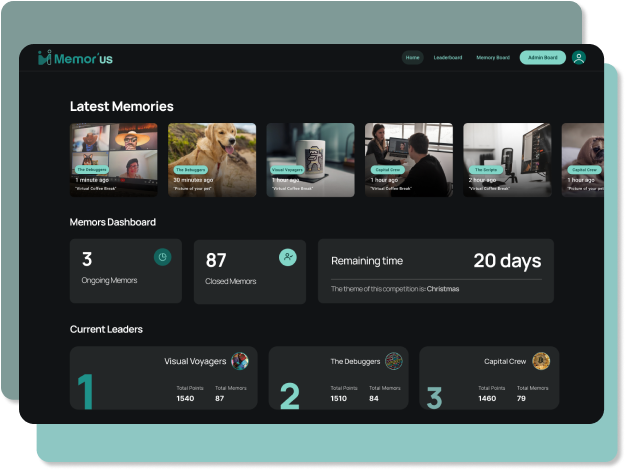 Memor'us
Home
Leaderboard
Memory Board
Admin Board
Latest Memories
The Debuggers
1 minute ago
"Virtual Coffee Break"
The Debuggers
30 minutes ago
"Picture of your pet"
Visual Voyagers
1 hour ago
"Virtual Coffee Break"
Capital Crew
1 hour ago
"Virtual Coffee Break"
The Scripts
2 hour ago
"Virtual Coffee Break"
Capital Crew
1 hour ago
"Picture of your pet
Memors Dashboard
3
Ongoing Memors
87
Closed Memors
Remaining time
20 days
The theme of this competition is: Christmas
Current Leaders
1
Visual Voyagers
Total Points
Total Memors
1540
87
2
The Debuggers
Total Points
Total Memors
1510
84
3
Capital Crew
Total Points
Total Memors
1460
79